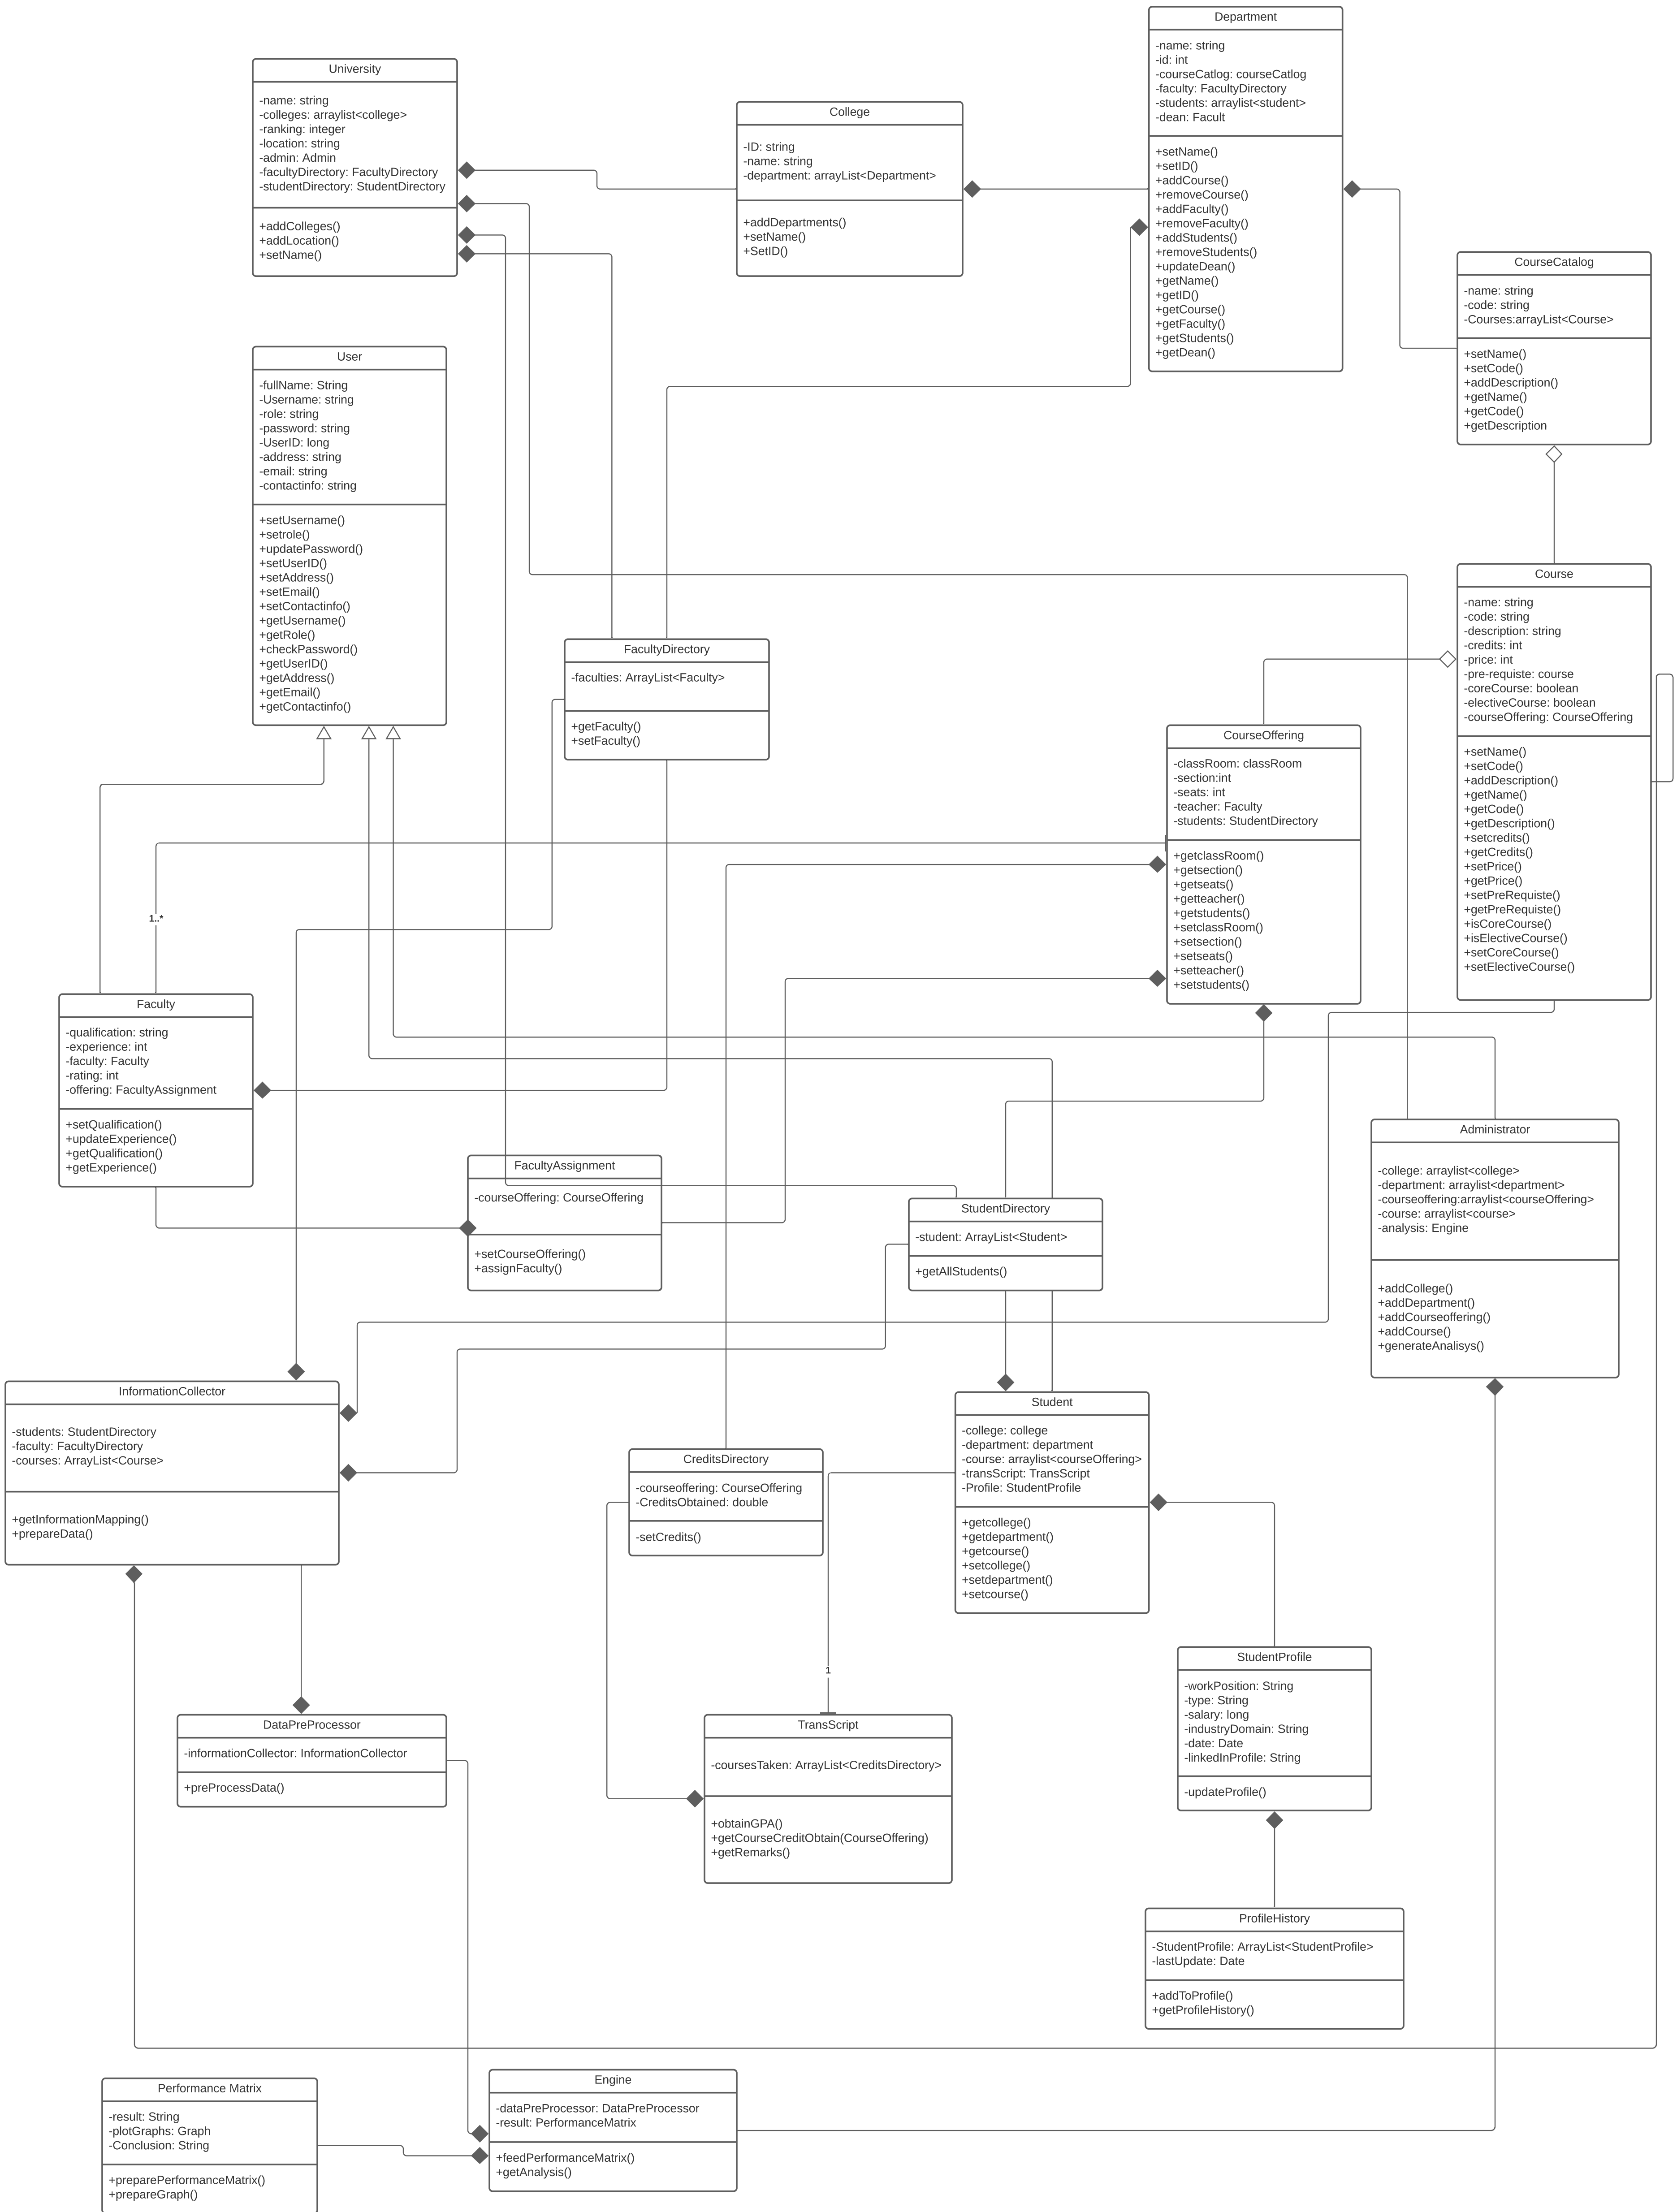 Department
-name: string
-id: int
-courseCatlog: courseCatlog
-faculty: FacultyDirectory
-students: arraylist<student>
-dean: Facult
+setName()
+setID()
+addCourse()
+removeCourse()
+addFaculty()
+removeFaculty()
+addStudents()
+removeStudents()
+updateDean()
+getName()
+getID()
+getCourse()
+getFaculty()
+getStudents()
+getDean()
University
-name: string
-colleges: arraylist<college>
-ranking: integer
-location: string
-admin: Admin
-facultyDirectory: FacultyDirectory
-studentDirectory: StudentDirectory
+addColleges()
+addLocation()
+setName()
College
-ID: string
-name: string
-department: arrayList<Department>
+addDepartments()
+setName()
+SetID()
CourseCatalog
-name: string
-code: string
-Courses:arrayList<Course>
+setName()
+setCode()
+addDescription()
+getName()
+getCode()
+getDescription
User
-fullName: String
-Username: string
-role: string
-password: string
-UserID: long
-address: string
-email: string
-contactinfo: string
+setUsername()
+setrole()
+updatePassword()
+setUserID()
+setAddress()
+setEmail()
+setContactinfo()
+getUsername()
+getRole()
+checkPassword()
+getUserID()
+getAddress()
+getEmail()
+getContactinfo()
Course
-name: string
-code: string
-description: string
-credits: int
-price: int
-pre-requiste: course
-coreCourse: boolean
-electiveCourse: boolean
-courseOffering: CourseOffering
+setName()
+setCode()
+addDescription()
+getName()
+getCode()
+getDescription()
+setcredits()
+getCredits()
+setPrice()
+getPrice()
+setPreRequiste()
+getPreRequiste()
+isCoreCourse()
+isElectiveCourse()
+setCoreCourse()
+setElectiveCourse()
FacultyDirectory
-faculties: ArrayList<Faculty>
+getFaculty()
+setFaculty()
CourseOffering
-classRoom: classRoom
-section:int
-seats: int
-teacher: Faculty
-students: StudentDirectory
+getclassRoom()
+getsection()
+getseats()
+getteacher()
+getstudents()
+setclassRoom()
+setsection()
+setseats()
+setteacher()
+setstudents()
1..*
Faculty
-qualification: string
-experience: int
-faculty: Faculty
-rating: int
-offering: FacultyAssignment
+setQualification()
+updateExperience()
+getQualification()
+getExperience()
FacultyAssignment
-courseOffering: CourseOffering
+setCourseOffering()
+assignFaculty()
StudentDirectory
-student: ArrayList<Student>
+getAllStudents()
Administrator
-college: arraylist<college>
-department: arraylist<department>
-courseoffering:arraylist<courseOffering>
-course: arraylist<course>
-analysis: Engine
+addCollege()
+addDepartment()
+addCourseoffering()
+addCourse()
+generateAnalisys()
InformationCollector
-students: StudentDirectory
-faculty: FacultyDirectory
-courses: ArrayList<Course>
+getInformationMapping()
+prepareData()
CreditsDirectory
-courseoffering: CourseOffering
-CreditsObtained: double
-setCredits()
Student
-college: college
-department: department
-course: arraylist<courseOffering>
-transScript: TransScript
-Profile: StudentProfile
+getcollege()
+getdepartment()
+getcourse()
+setcollege()
+setdepartment()
+setcourse()
1
StudentProfile
-workPosition: String
-type: String
-salary: long
-industryDomain: String
-date: Date
-linkedInProfile: String
-updateProfile()
DataPreProcessor
-informationCollector: InformationCollector
+preProcessData()
TransScript
-coursesTaken: ArrayList<CreditsDirectory>
+obtainGPA()
+getCourseCreditObtain(CourseOffering)
+getRemarks()
ProfileHistory
-StudentProfile: ArrayList<StudentProfile>
-lastUpdate: Date
+addToProfile()
+getProfileHistory()
Performance Matrix
-result: String
-plotGraphs: Graph
-Conclusion: String
+preparePerformanceMatrix()
+prepareGraph()
Engine
-dataPreProcessor: DataPreProcessor
-result: PerformanceMatrix
+feedPerformanceMatrix()
+getAnalysis()